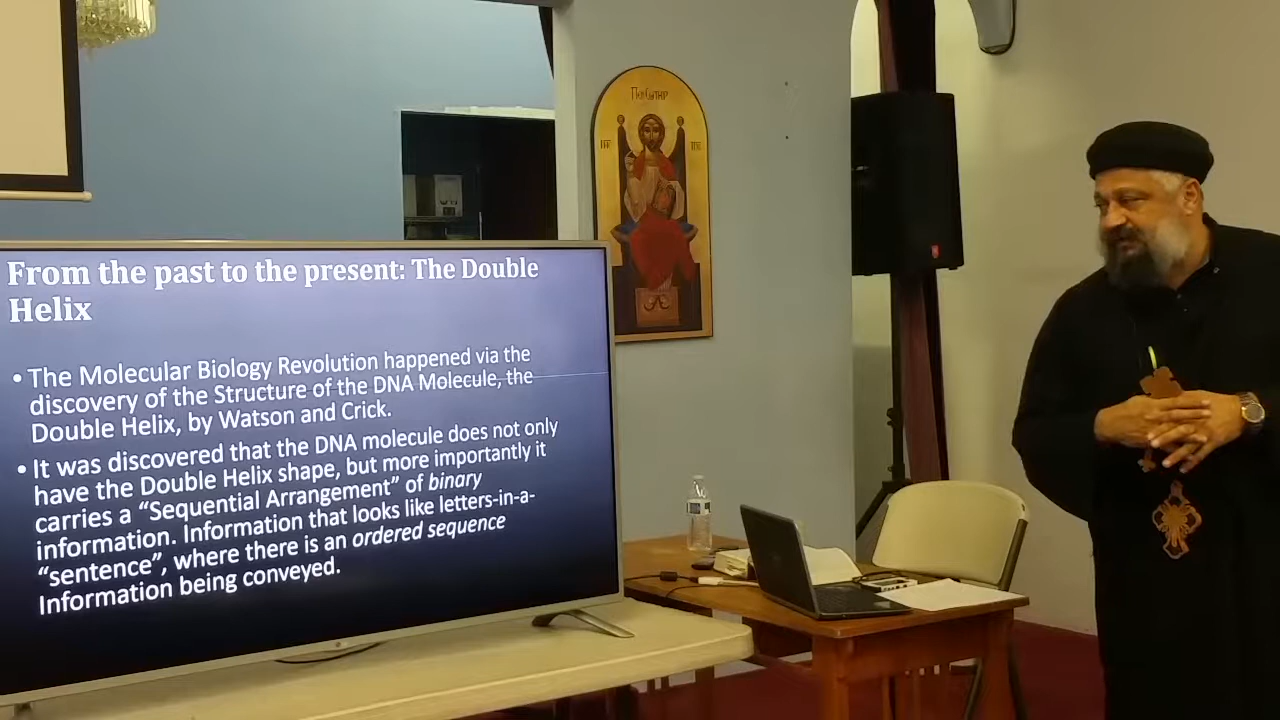 From the past to the present: The Double
Helix
• The Molecular Biology Revolution happened via the
discovery of the Structure of the DNA Molecule, the
Double Helix, by Watson and Crick.
• It was discovered that the DNA molecule does not only
have the Double Helix shape, but more importantly it
carries a “Sequential Arrangement” of binary
information. Information that looks like letters-in-a-
“sentence”, where there is an ordered sequence
Information being conveyed.